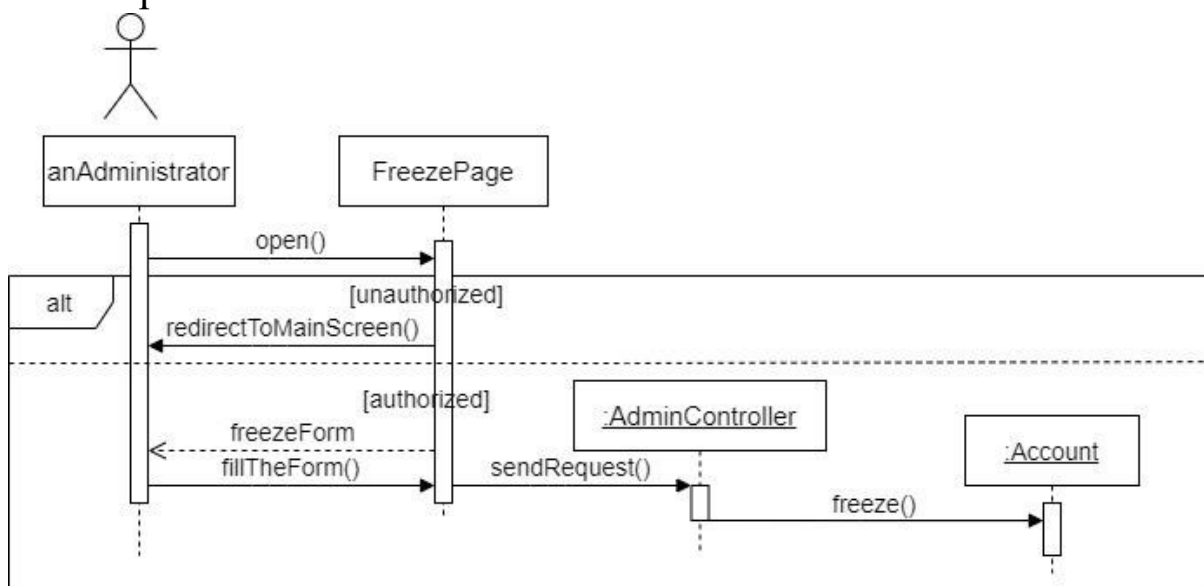 anAdministrator
FreezePage
open()
alt
[unauthorized]
redirectToMainScreen()
[authorized]
:AdminController
freezeForm
:Account
fillTheForm()
sendRequest()
freeze()